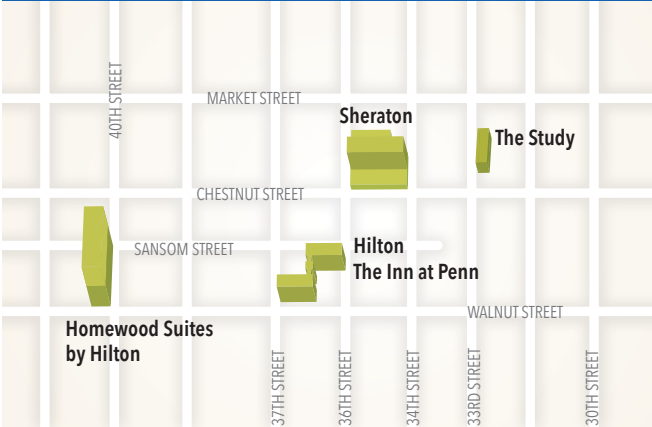 40TH STREET
MARKET STREET
Sheraton
The Study
CHESTNUT STREET
SANSOM STREET
Hilton
The Inn at Penn
WALNUT STREET
Homewood Suites
by Hilton
37TH STREET
36TH STREET
34TH STREET
33RD STREET
30TH STREET